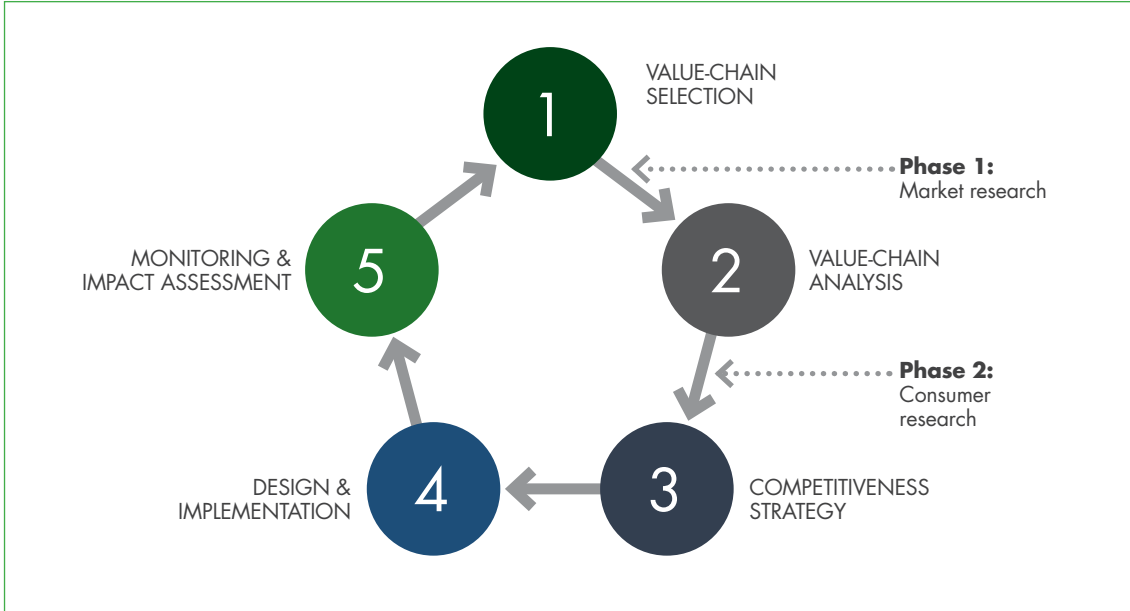 1
VALUE-CHAIN
SELECTION
Phase 1:
Market research
2
VALUE-CHAIN
ANALYSIS
Phase 2:
Consumer
research
3
COMPETITIVENESS
STRATEGY
4
DESIGN &
IMPLEMENTATION
5
MONITORING &
IMPACT ASSESSMENT